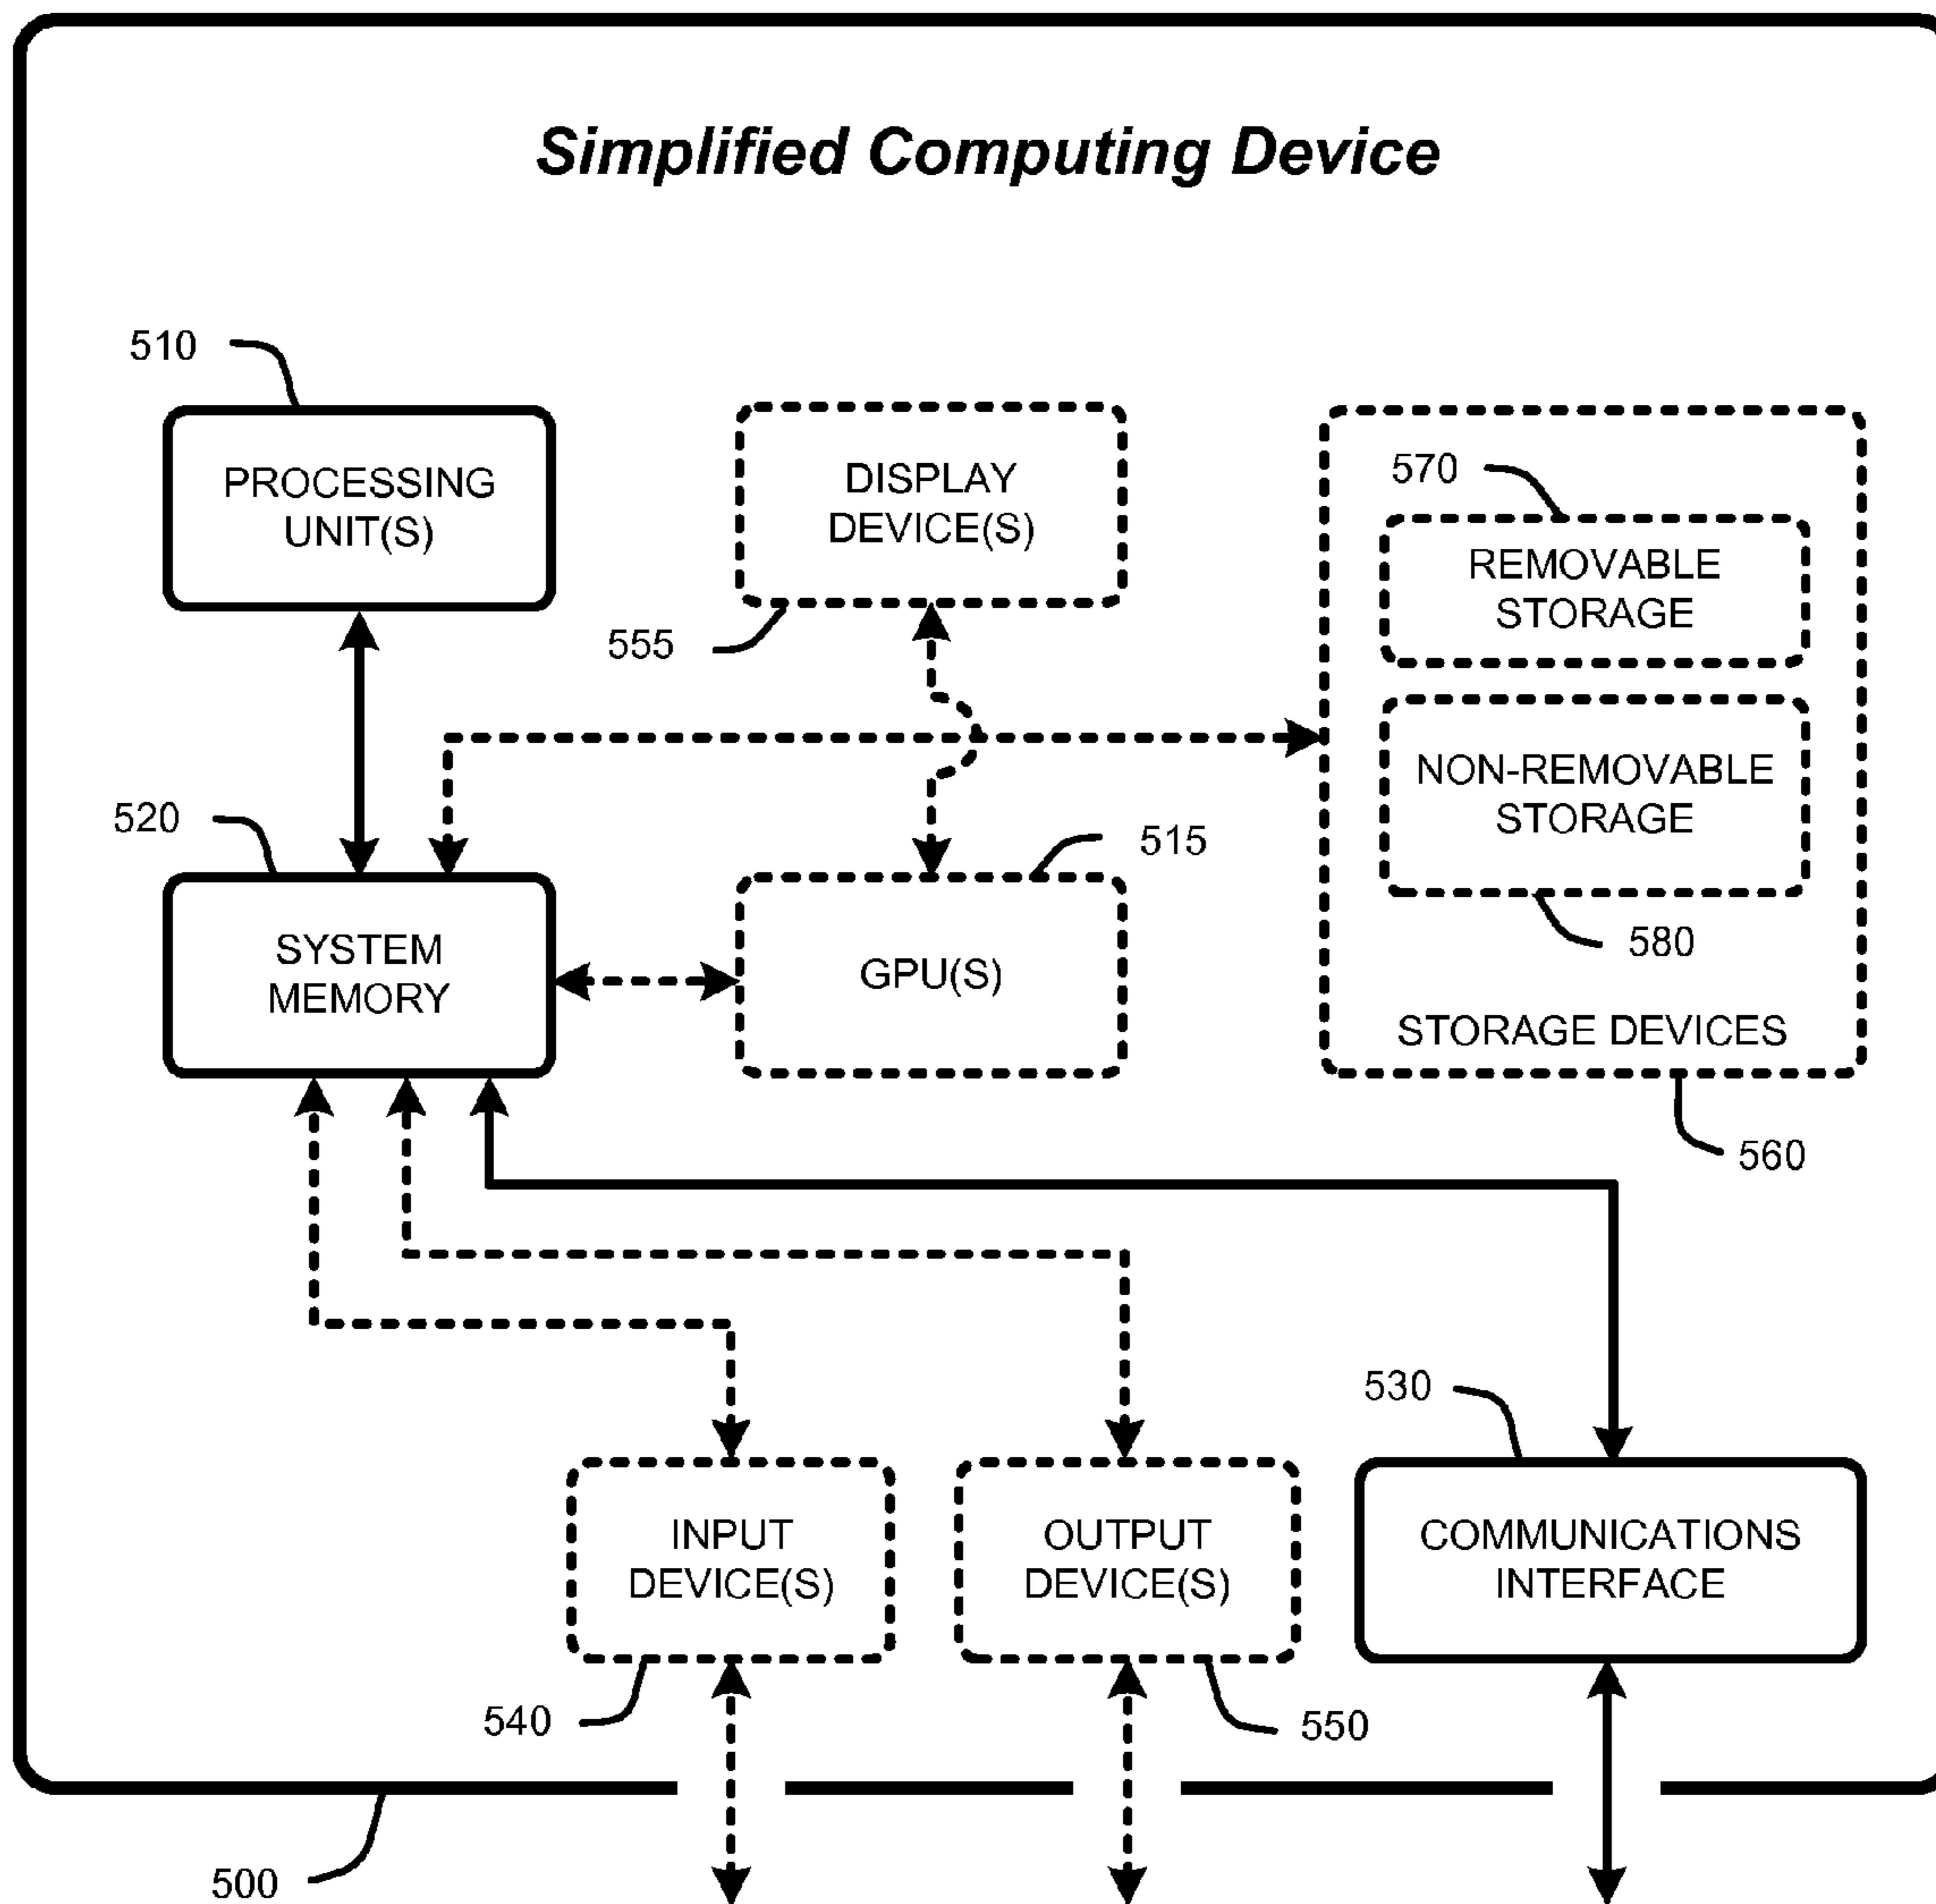 Simplified Computing Device
510
PROCESSING
UNIT(S)
DISPLAY
DEVICE(S)
555
570
REMOVABLE
STORAGE
NON-REMOVABLE
STORAGE
580
STORAGE DEVICES
560
520
SYSTEM
MEMORY
515
GPU(S)
530
INPUT
DEVICE(S)
540
OUTPUT
DEVICE(S)
550
COMMUNICATIONS
INTERFACE
500